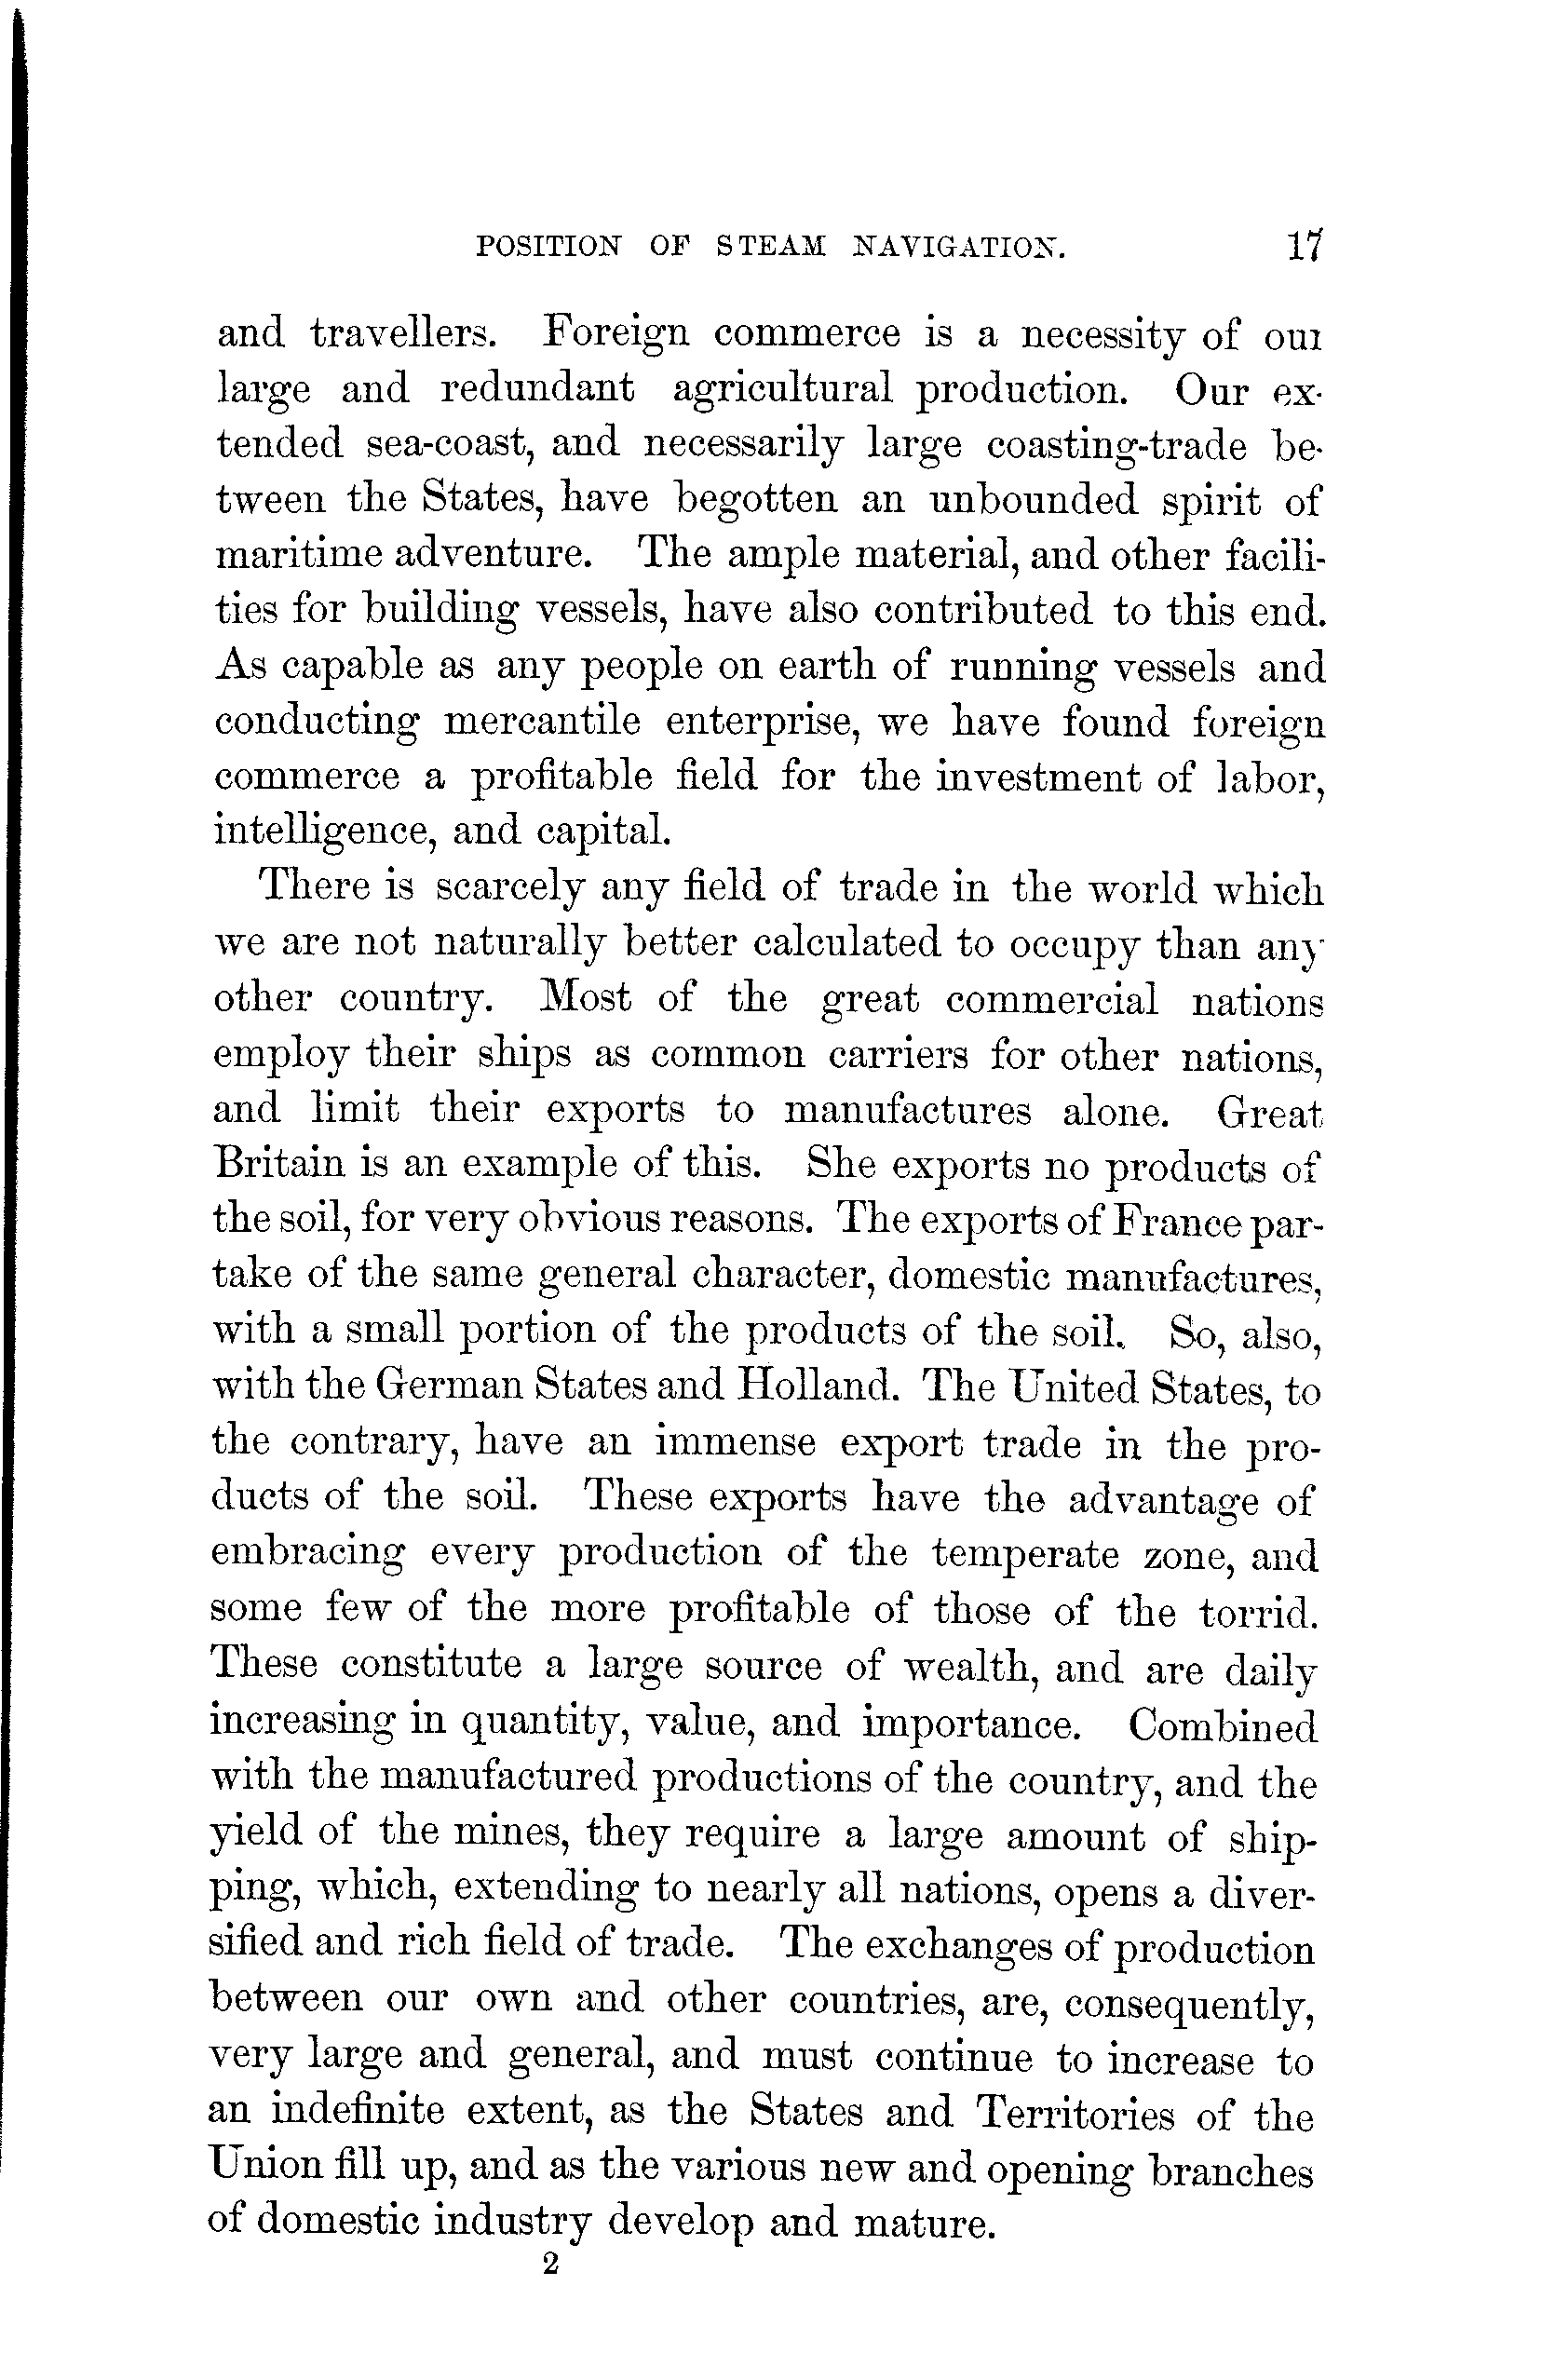 POSITION OF STEAM NAVIGATION. 17
and travellers. Foreign commerce is a necessity of our
large and redundant agricultural production. Our ex-
tended sea-coast, and necessarily large coasting-trade be-
tween the States, have begotten an unbounded spirit of
maritime adventure. The ample material, and other facili-
ties for building vessels, have also contributed to this end.
As capable as any people on earth of running vessels and
conducting mercantile enterprise, we have found foreign
commerce a profitable field for the investment of labor,
intelligence, and capital.
There is scarcely any field of trade in the world which
we are not naturally better calculated to occupy than any
other country. Most of the great commercial nations
employ their ships as common carriers for other nations,
and limit their exports to manufactures alone. Great
Britain is an example of this. She exports no products of
the soil, for very obvious reasons. The exports of France par-
take of the same general character, domestic manufactures,
with a small portion of the products of the soil. So, also,
with the German States and Holland. The United States, to
the contrary, have an immense export trade in the pro-
ducts of the soil. These exports have the advantage of
embracing every production of the temperate zone, and
some few of the more profitable of those of the torrid.
These constitute a large source of wealth, and are daily
increasing in quantity, value, and importance. Combined
with the manufactured productions of the country, and the
yield of the mines, they require a large amount of ship-
ping, which, extending to nearly all nations, opens a diver-
sified and rich field of trade. The exchanges of production
between our own and other countries, are, consequently,
very large and general, and must continue to increase to
an indefinite extent, as the States and Territories of the
Union fill up, and as the various new and opening branches
of domestic industry develop and mature.
2